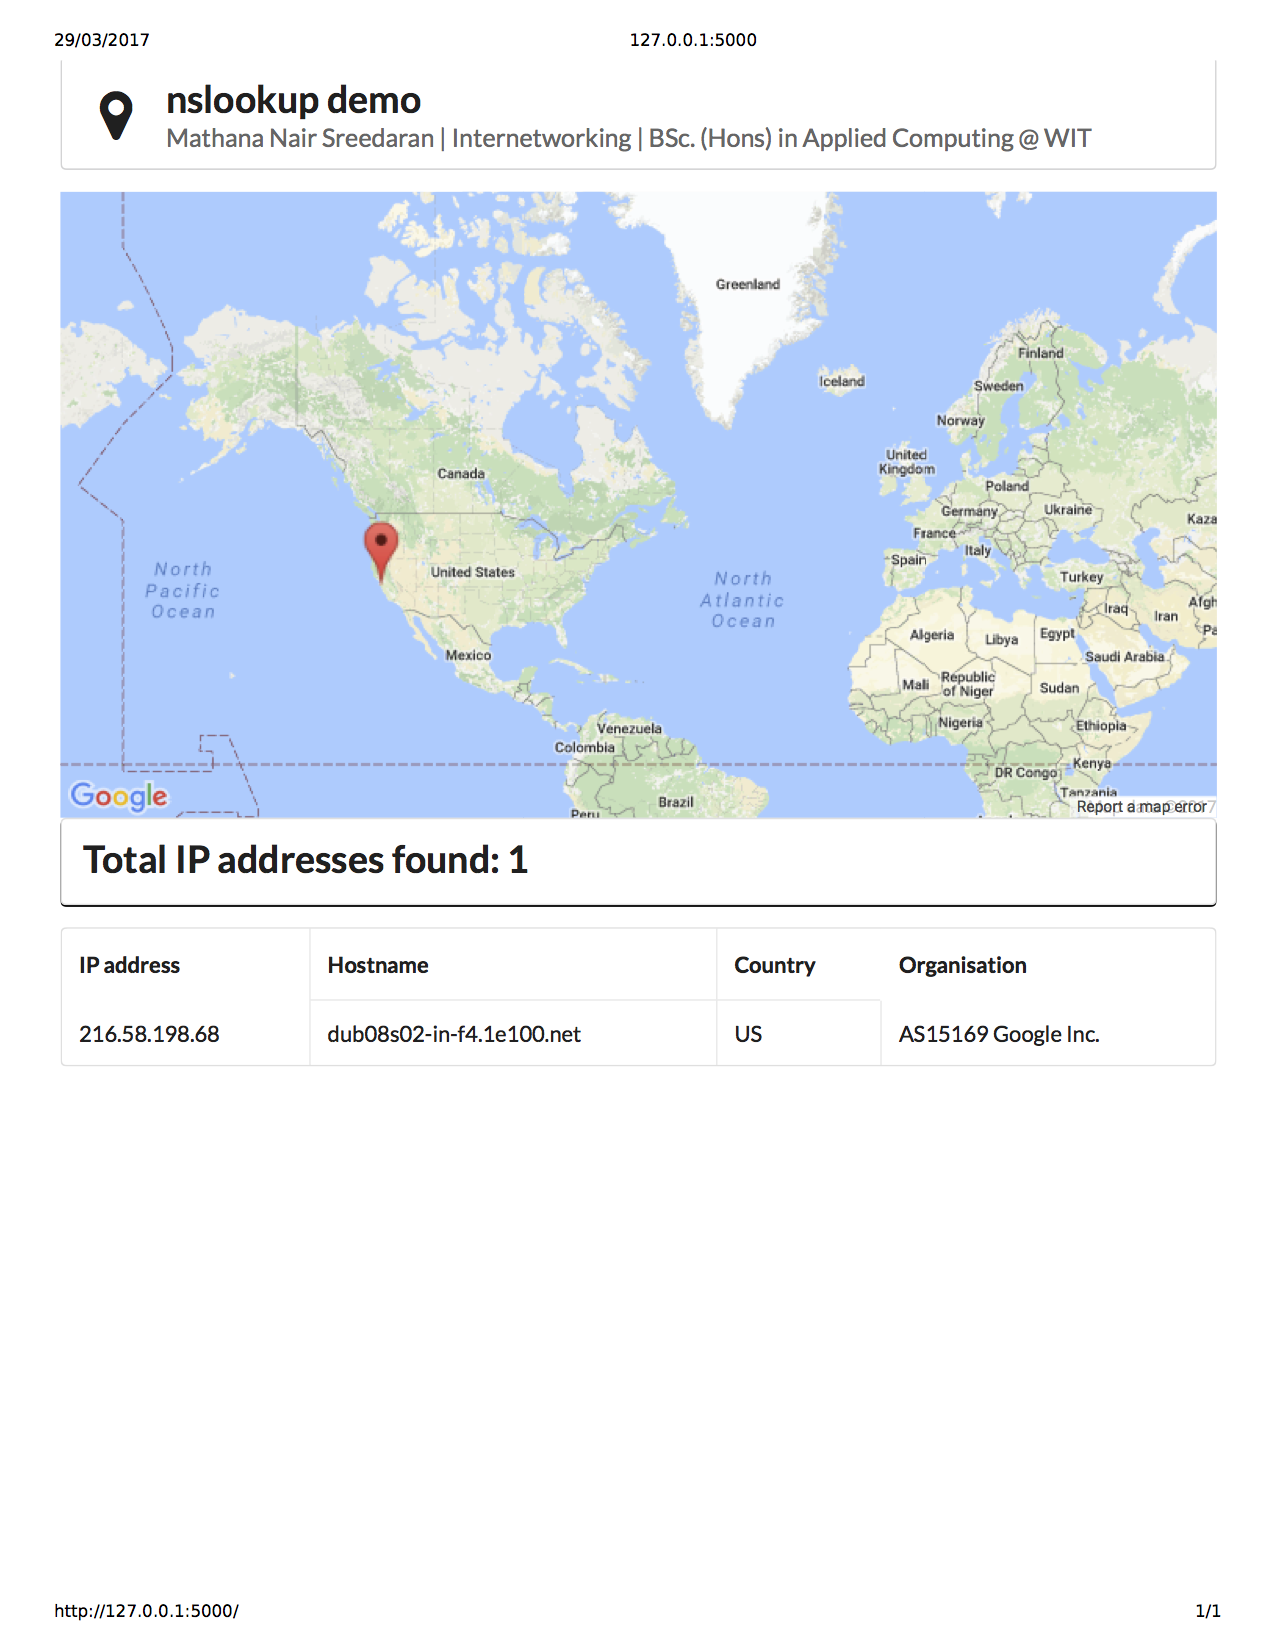 29/03/2017 127.0.0.1:5000
nslookup demo
Mathana Nair Sreedaran | Internetworking | BSc. (Hons) in Applied Computing @ WIT
Greenland
Finland
Iceland
Sweden
Norway
United
Kingdom
Canada
Poland
Germany
Ukraine
Kaza
France
Italy
Spain
North
Pacific
Ocean
United States
North
Atlantic
Ocean
Turkey
Iraq
Iran
Afgh
Pa
Algeria
Libya
Egypt
Mexico
Saudi Arabia
Mali
Republic
of Niger
Sudan
Nigeria
Ethiopia
Venezuela
Colombia
Kenya
DR Congo
Tanzania
Brazil
Peru
Google
Report a map error
Total IP addresses found: 1
IP address Hostname Country Organisation
216.58.198.68 dub08s02-in-f4.1e100.net US AS15169 Google Inc.
http://127.0.0.1:5000/ 1/1